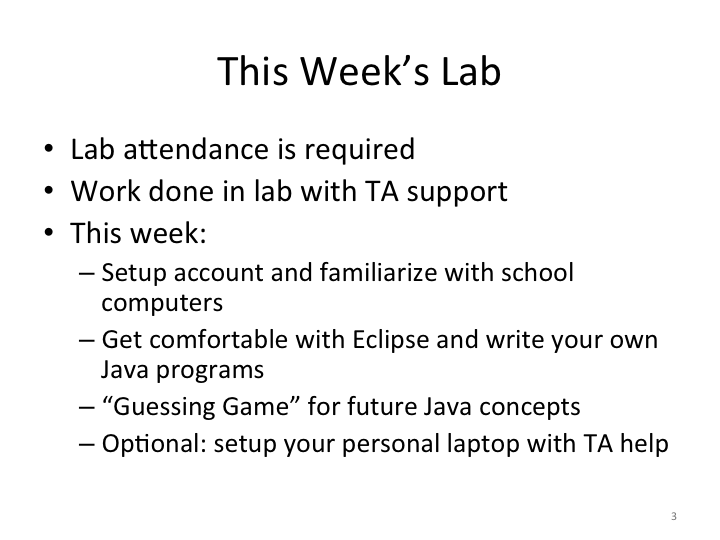 This Week’s Lab
• Lab attendance is required
• Work done in lab with TA support
• This week:
– Setup account and familiarize with school
computers
– Get comfortable with Eclipse and write your own
Java programs
– “Guessing Game” for future Java concepts
– Optional: setup your personal laptop with TA help
3